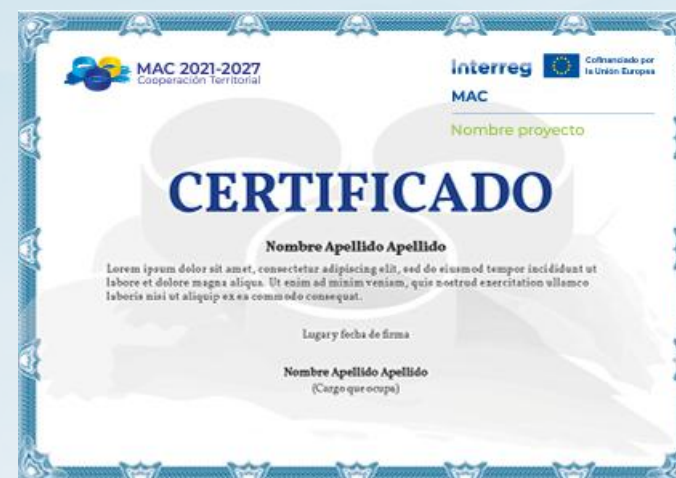 MAC 2021-2027
Cooperación Territorial
Interreg
Cofinanciado por
la Unión Europea
MAC
Nombre proyecto
CERTIFICADO
Nombre Apellido Apellido
Lorem ipsum dolor sit amet, consectetur adipiscing elit, sed do eiusmod tempor incididunt ut
labore et dolore magna aliqua. Ut enim ad minim veniam, quis nostrud exercitation ullamco
laboris nisi ut aliquip ex ea commodo consequat.
Lugar y fecha de firma
Nombre Apellido Apellido
(Cargo que ocupa)